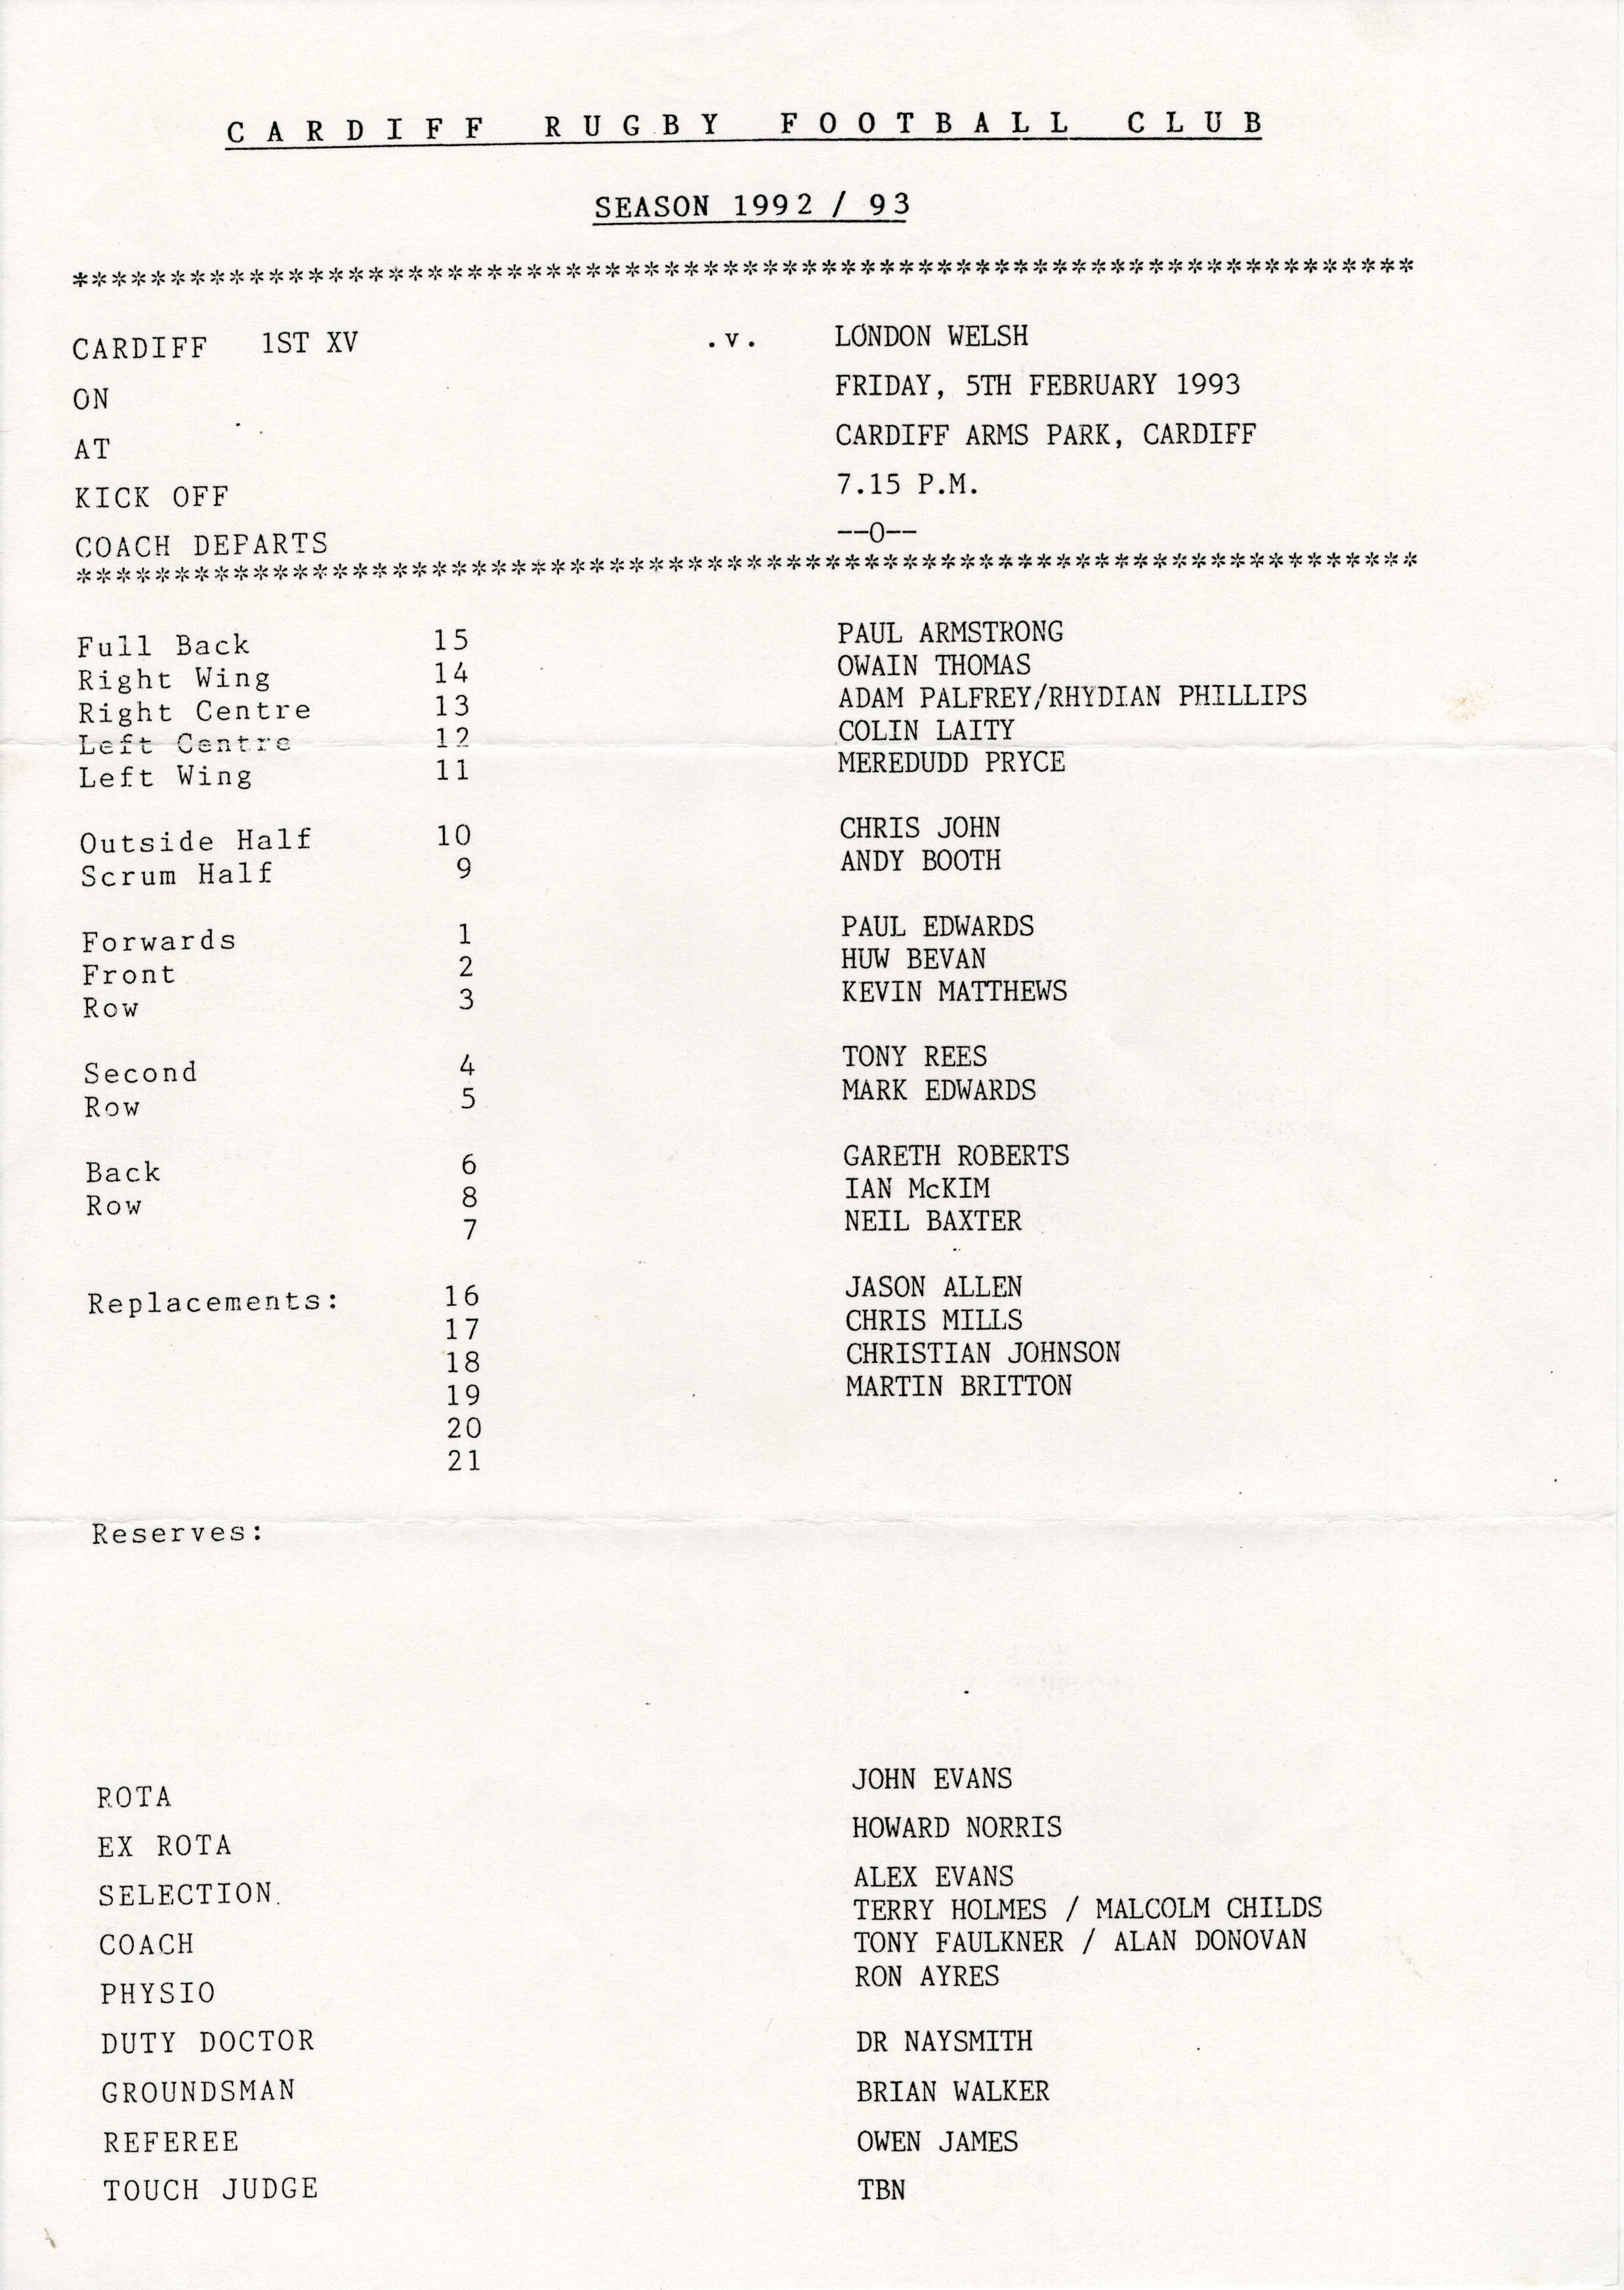 CARDIFF RUGBY FOOTBALL CLUB
SEASON 1992 / 93
**********************************************************************
CARDIFF 1ST XV .v. LONDON WELSH
ON FRIDAY, 5TH FEBRUARY 1993
AT CARDIFF ARMS PARK, CARDIFF
KICK OFF 7.15 P.M.
COACH DEPARTS --O--
**********************************************************************
Full Back 15 PAUL ARMSTRONG
Right Wing 14 OWAIN THOMAS
Right Centre 13 ADAM PALFREY/RHYDIAN PHILLIPS
Left Centre 12 COLIN LAITY
Left Wing 11 MEREDUDD PRYCE
Outside Half 10 CHRIS JOHN
Scrum Half 9 ANDY BOOTH
Forwards 1 PAUL EDWARDS
Front 2 HUW BEVAN
Row 3 KEVIN MATTHEWS
Second 4 TONY REES
Row 5 MARK EDWARDS
Back 6 GARETH ROBERTS
Row 8 IAN McKIM
7 NEIL BAXTER
Replacements: 16 JASON ALLEN
17 CHRIS MILLS
18 CHRISTIAN JOHNSON
19 MARTIN BRITTON
20
21
Reserves:
ROTA JOHN EVANS
EX ROTA HOWARD NORRIS
SELECTION. ALEX EVANS
TERRY HOLMES / MALCOLM CHILDS
COACH TONY FAULKNER / ALAN DONOVAN
PHYSIO RON AYRES
DUTY DOCTOR DR NAYSMITH
GROUNDSMAN BRIAN WALKER
REFEREE OWEN JAMES
TOUCH JUDGE TBN